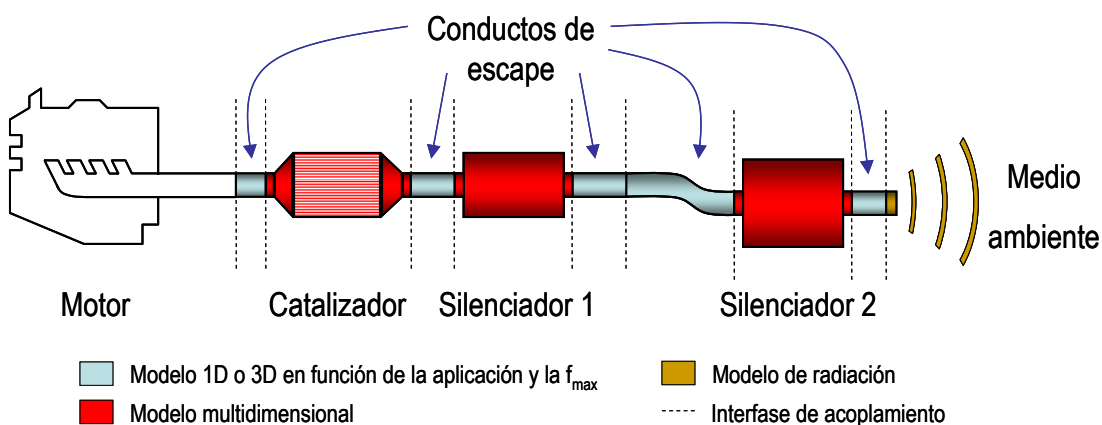 Conductos de
escape
Medio
ambiente
Motor
Catalizador
Silenciador 1
Silenciador 2
Modelo 1D o 3D en función de la aplicación y la fmax
Modelo de radiación
Modelo multidimensional
Interfase de acoplamiento